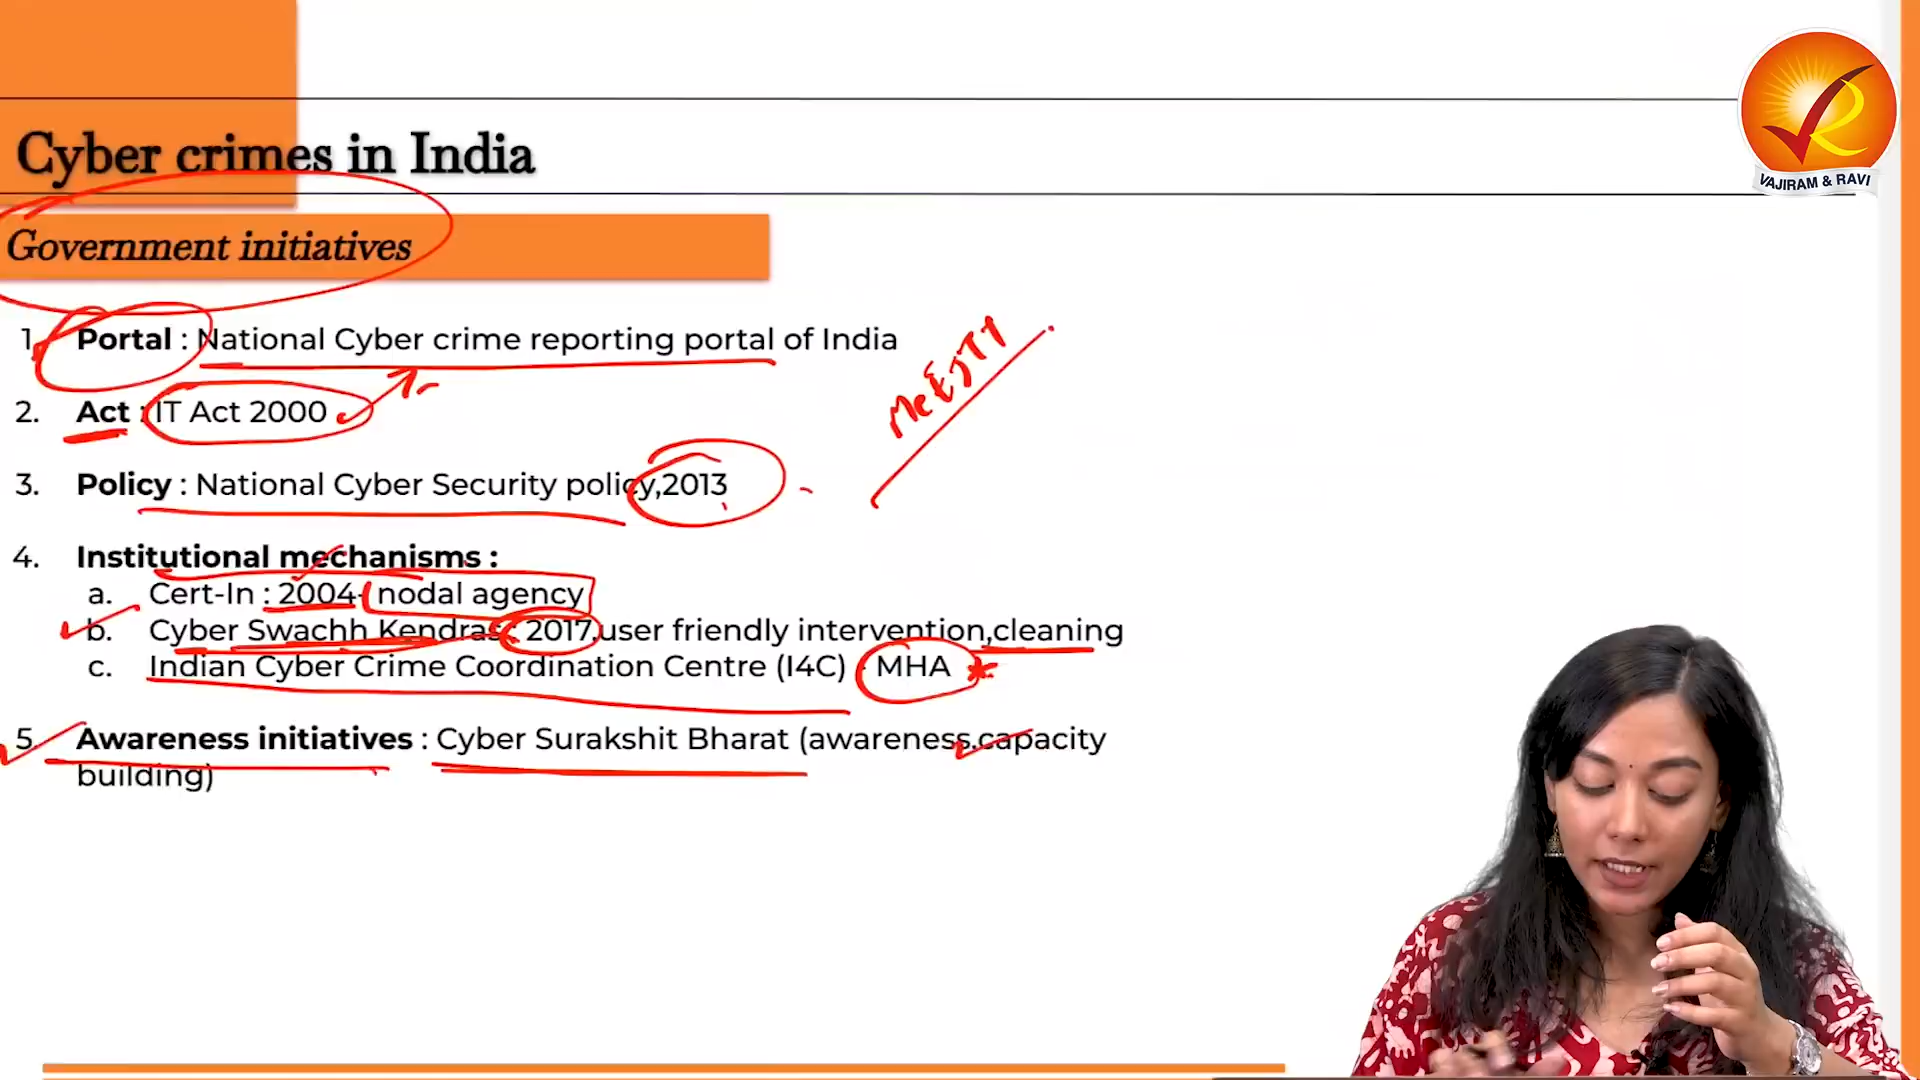 VAJIRAM & RAVI
Cyber crimes in India
Government initiatives
1. Portal : National Cyber crime reporting portal of India
MeEITY
2. Act : IT Act 2000
3. Policy : National Cyber Security policy,2013
4. Institutional mechanisms :
a. Cert-In : 2004- nodal agency
b. Cyber Swachh Kendras : 2017,user friendly intervention,cleaning
c. Indian Cyber Crime Coordination Centre (I4C) - MHA
5. Awareness initiatives : Cyber Surakshit Bharat (awareness,capacity
building)